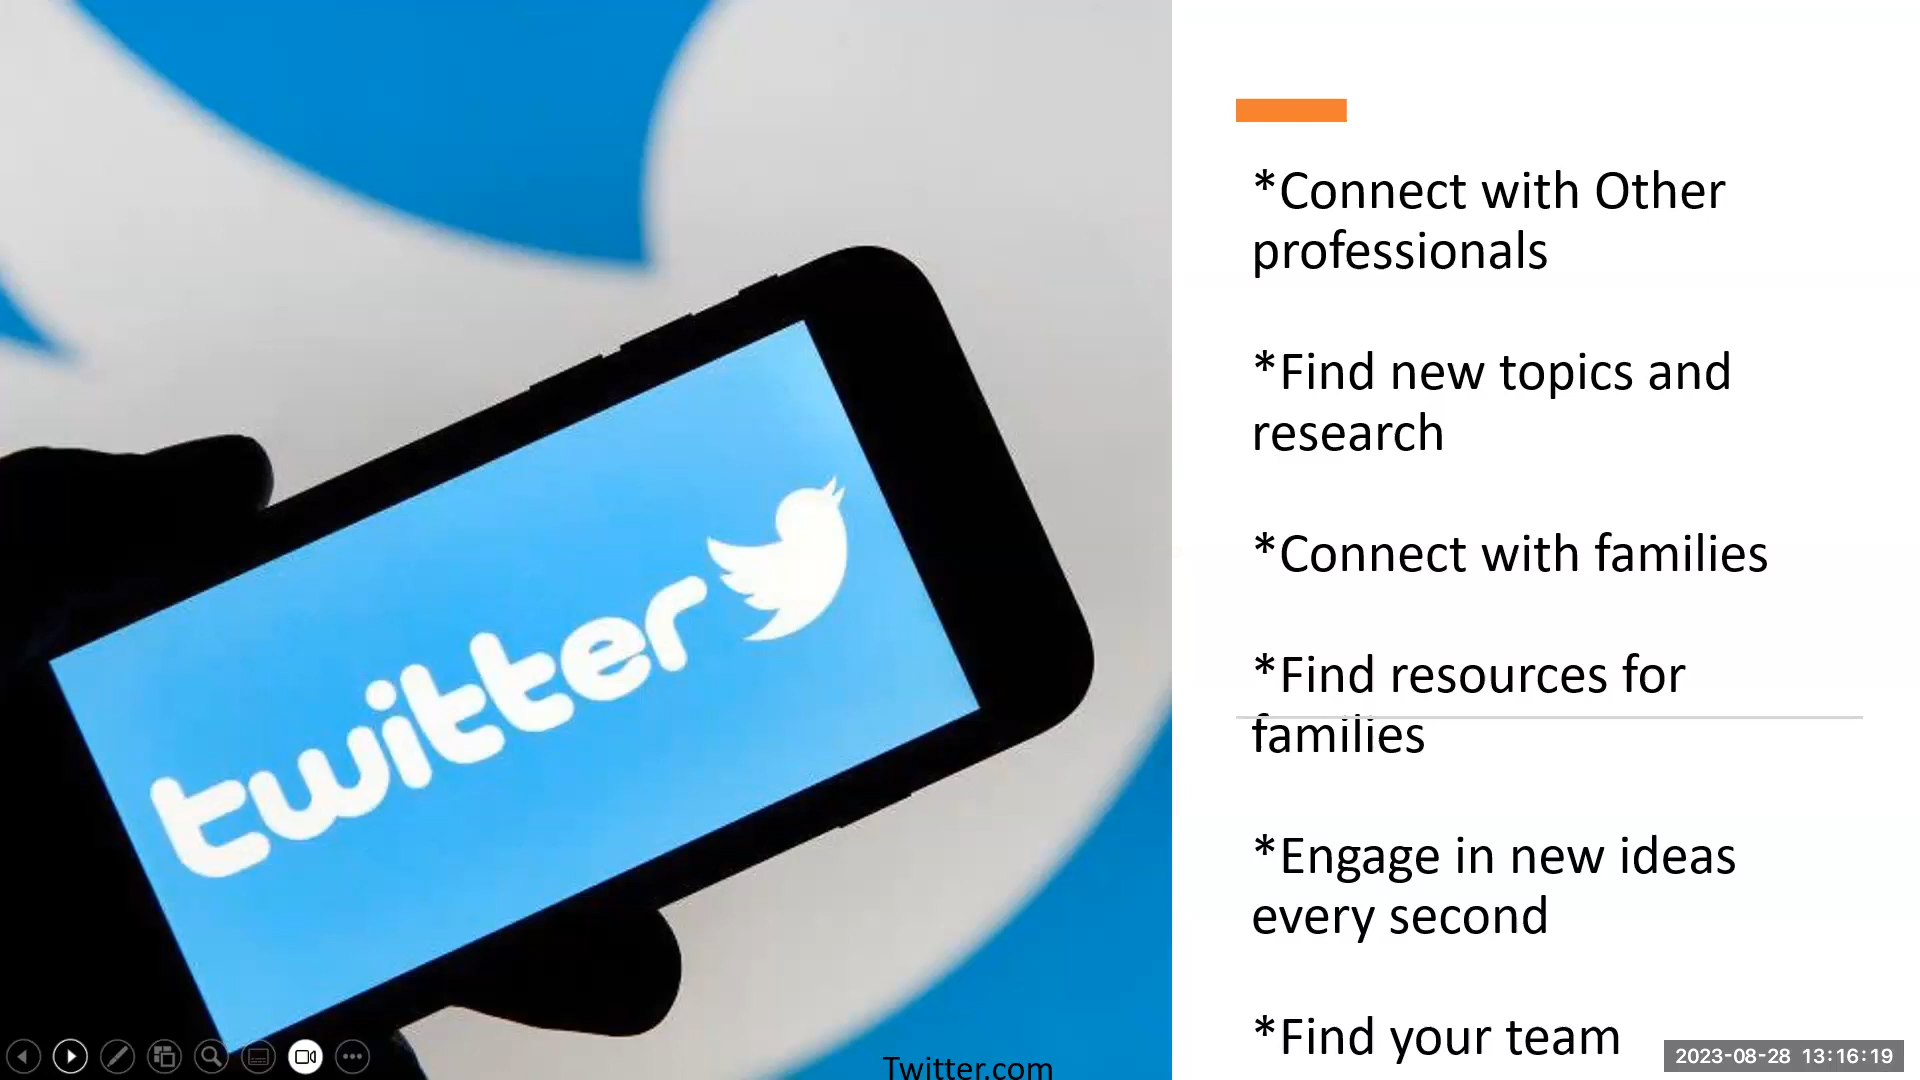 twitter
*Connect with Other
professionals
*Find new topics and
research
*Connect with families
*Find resources for
families
*Engage in new ideas
every second
*Find your team
Twitter.com
2023-08-28 13:16:19